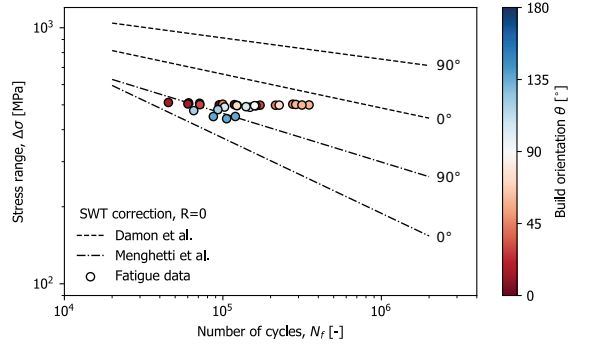 10³
10²
10⁴
10⁵
10⁶
Stress range, Δσ [MPa]
Number of cycles, N_f [-]
90°
0°
90°
0°
SWT correction, R=0
Damon et al.
Menghetti et al.
Fatigue data
180
135
90
45
0
Build orientation θ [°]